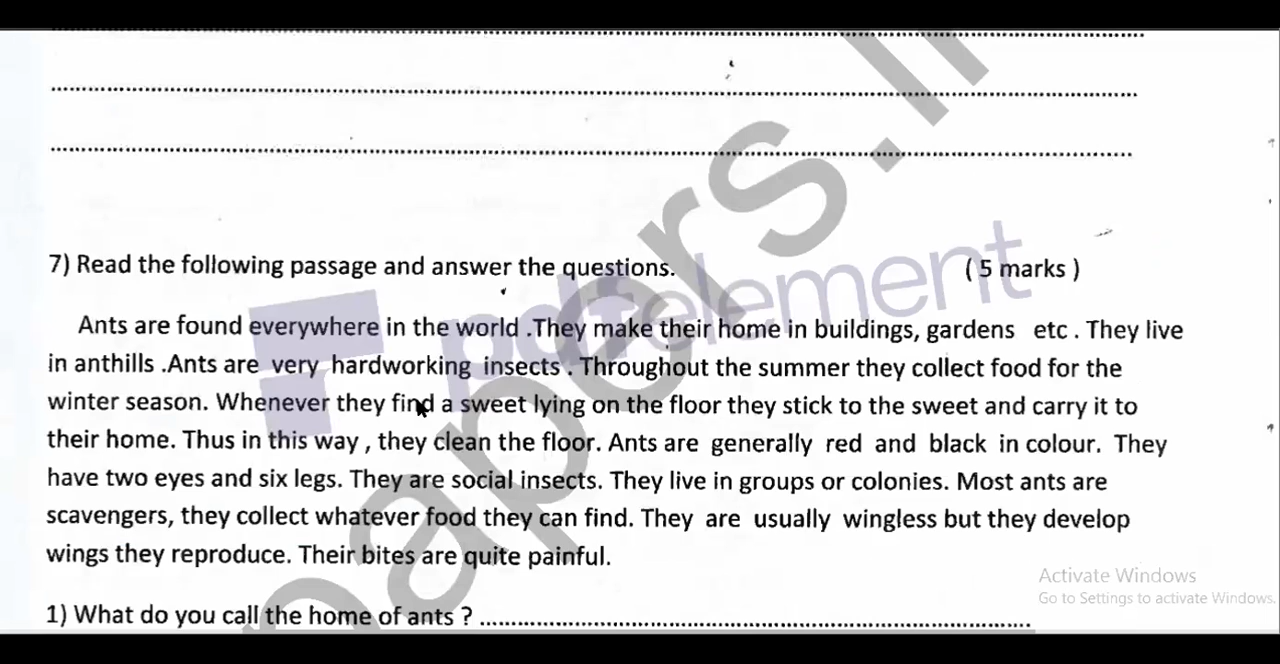 7) Read the following passage and answer the questions. ( 5 marks )
Ants are found everywhere in the world .They make their home in buildings, gardens etc . They live
in anthills .Ants are very hardworking insects . Throughout the summer they collect food for the
winter season. Whenever they find a sweet lying on the floor they stick to the sweet and carry it to
their home. Thus in this way , they clean the floor. Ants are generally red and black in colour. They
have two eyes and six legs. They are social insects. They live in groups or colonies. Most ants are
scavengers, they collect whatever food they can find. They are usually wingless but they develop
wings they reproduce. Their bites are quite painful.
1) What do you call the home of ants ? ..........
pdfelement
papers.
Activate Windows
Go to Settings to activate Windows.